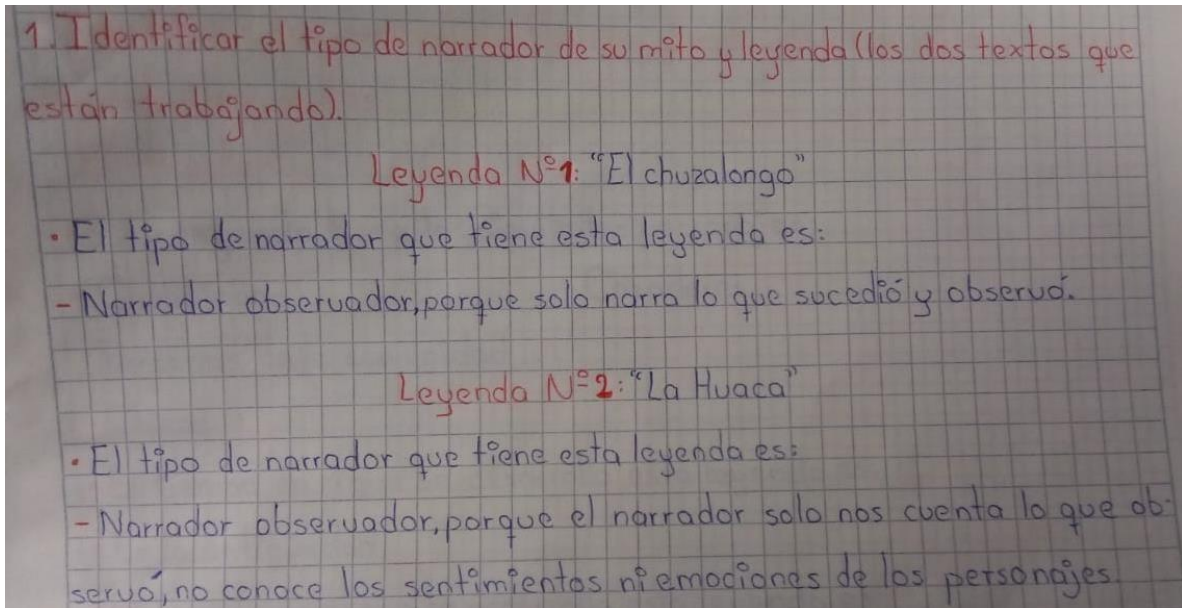 1. Identificar el tipo de narrador de su mito y leyenda (los dos textos que
están trabajando).
Leyenda Nº1: "El chuzalongo"
• El tipo de narrador que tiene esta leyenda es:
- Narrador observador, porque solo narra lo que sucedió y observó.
Leyenda Nº2: "La Huaca"
• El tipo de narrador que tiene esta leyenda es:
- Narrador observador, porque el narrador solo nos cuenta lo que ob-
servó, no conoce los sentimientos ni emociones de los personajes